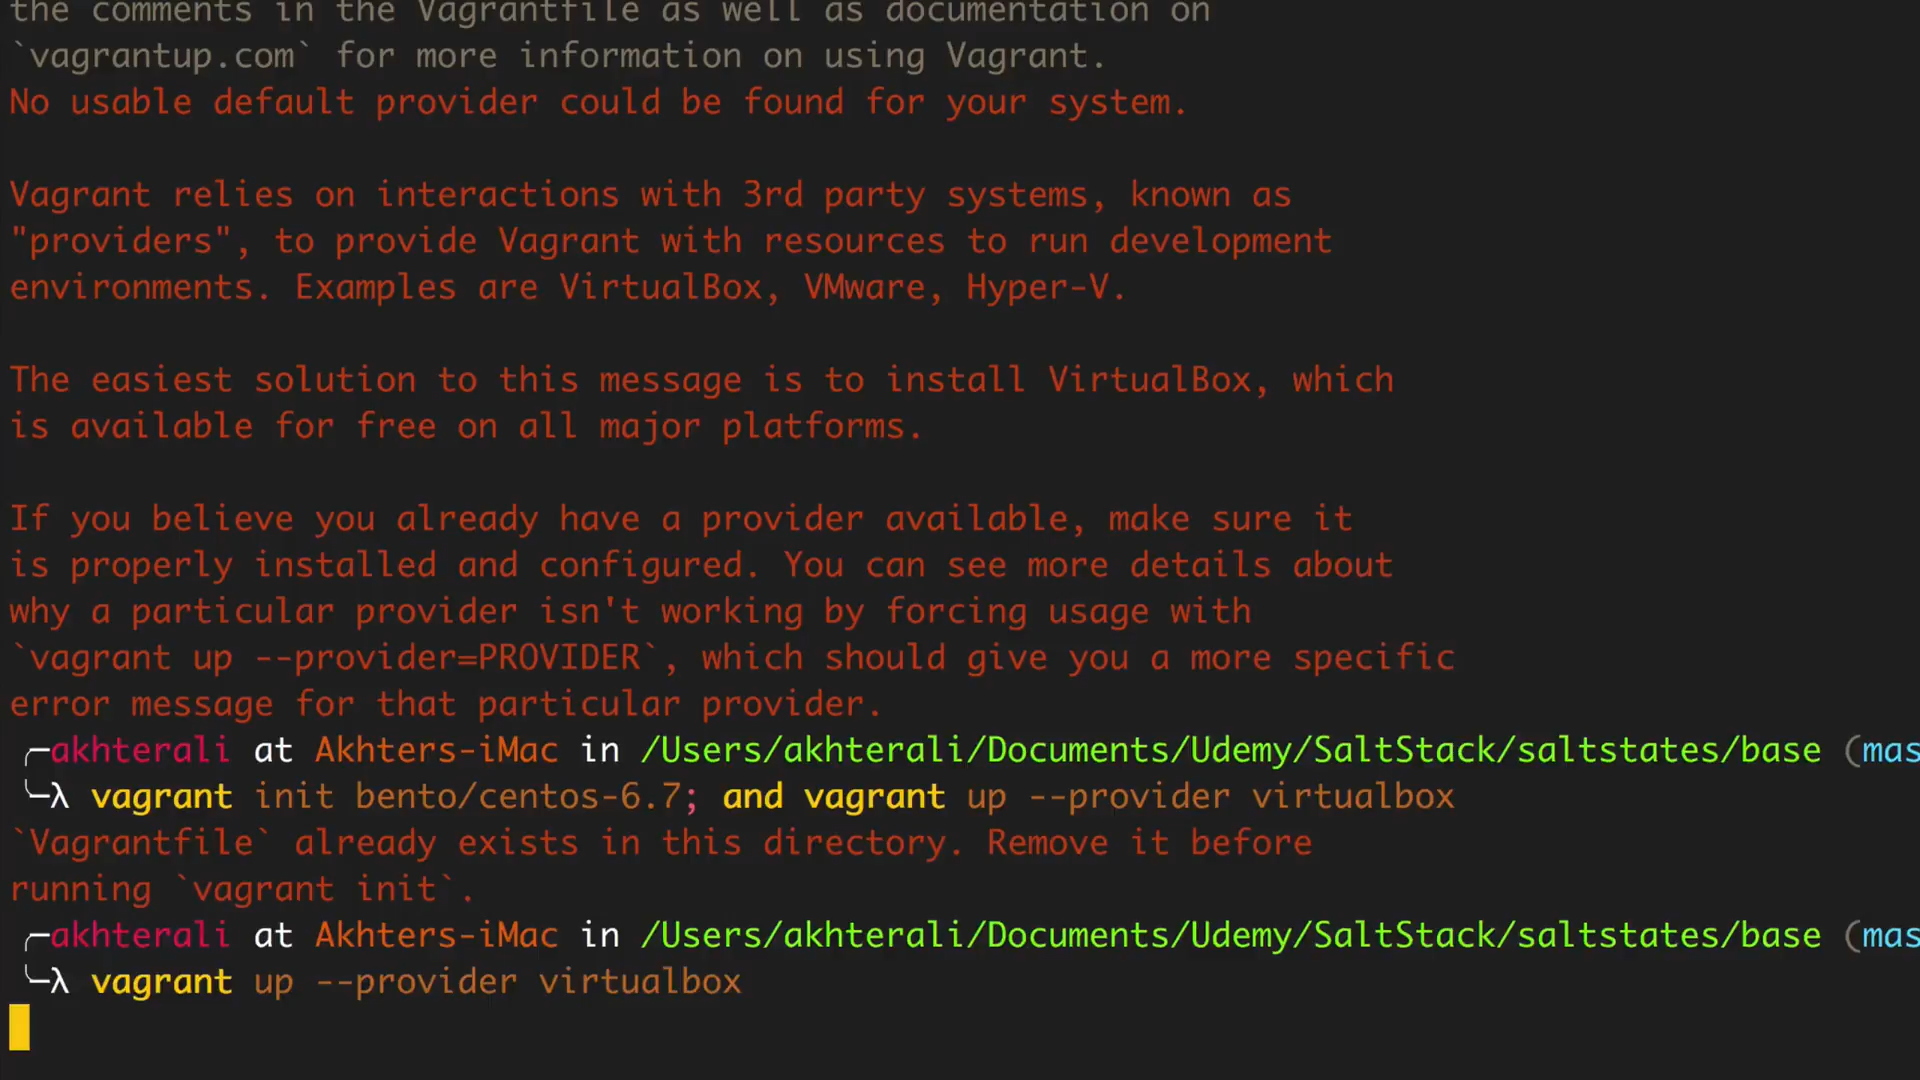 the comments in the Vagrantfile as well as documentation on
`vagrantup.com` for more information on using Vagrant.
No usable default provider could be found for your system.
Vagrant relies on interactions with 3rd party systems, known as
"providers", to provide Vagrant with resources to run development
environments. Examples are VirtualBox, VMware, Hyper-V.
The easiest solution to this message is to install VirtualBox, which
is available for free on all major platforms.
If you believe you already have a provider available, make sure it
is properly installed and configured. You can see more details about
why a particular provider isn't working by forcing usage with
`vagrant up --provider=PROVIDER`, which should give you a more specific
error message for that particular provider.
╭─akhterali at Akhters-iMac in /Users/akhterali/Documents/Udemy/SaltStack/saltstates/base (mas
╰─λ vagrant init bento/centos-6.7; and vagrant up --provider virtualbox
`Vagrantfile` already exists in this directory. Remove it before
running `vagrant init`.
╭─akhterali at Akhters-iMac in /Users/akhterali/Documents/Udemy/SaltStack/saltstates/base (mas
╰─λ vagrant up --provider virtualbox